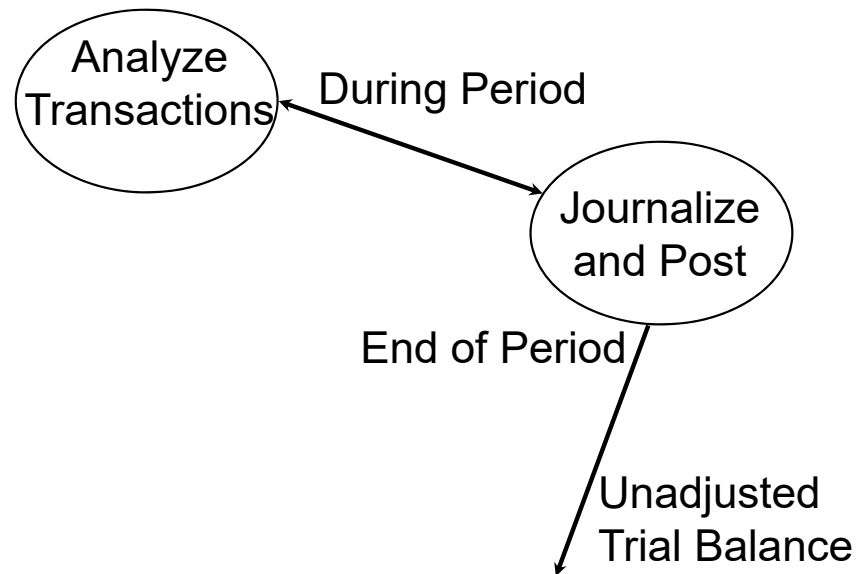 Analyze
Transactions
During Period
Journalize
and Post
End of Period
Unadjusted
Trial Balance